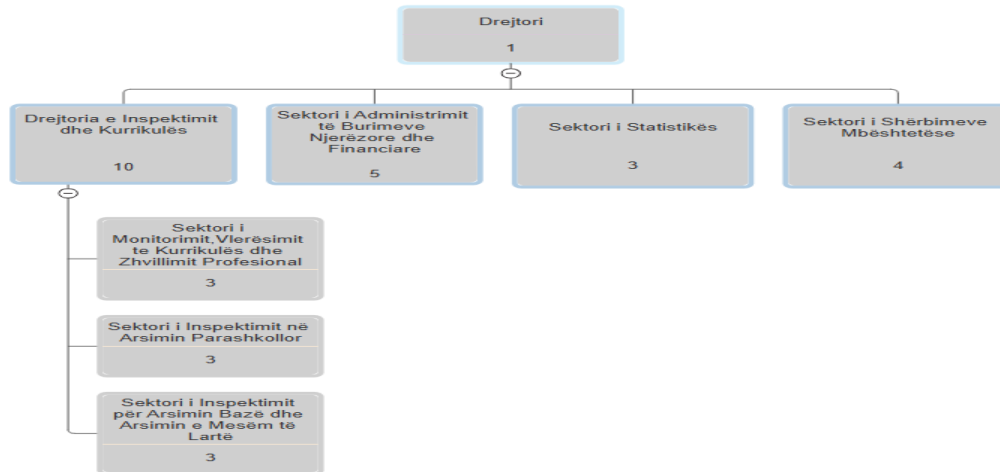 Drejtori
1
Drejtoria e Inspektimit
dhe Kurrikulës
10
Sektori i Administrimit
të Burimeve
Njerëzore dhe
Financiare
5
Sektori i Statistikës
3
Sektori i Shërbimeve
Mbështetëse
4
Sektori i
Monitorimit,Vlerësimit
te Kurrikulës dhe
Zhvillimit Profesional
3
Sektori i Inspektimit në
Arsimin Parashkollor
3
Sektori i Inspektimit
për Arsimin Bazë dhe
Arsimin e Mesëm të
Lartë
3